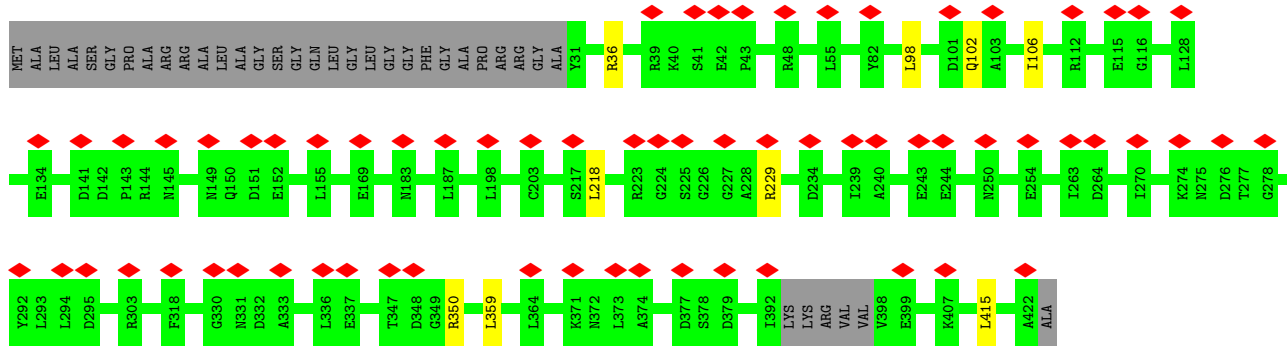 MET ALA LEU ALA ALA SER GLY PRO ALA ARG ARG ALA LEU ALA GLY SER GLY GLN LEU GLY LEU GLY GLY PHE GLY ALA PRO ARG ARG GLY ALA Y31 R36 R39 K40 S41 E42 P43 R48 L55 Y82 L98 D101 Q102 A103 I106 R112 E115 G116 L128
E134 D141 D142 P143 R144 N145 N149 Q150 D151 E152 L155 E169 N183 L187 L198 C203 S217 L218 R223 G224 S225 G226 G227 A228 R229 D234 I239 A240 E243 E244 N250 E254 I263 D264 I270 K274 N275 D276 T277 G278
Y292 L293 L294 D295 R303 F318 G330 N331 D332 A333 L336 E337 T347 D348 G349 R350 L359 L364 K371 N372 L373 A374 D377 S378 D379 I392 LYS LYS ARG VAL VAL V398 E399 K407 L415 A422 ALA